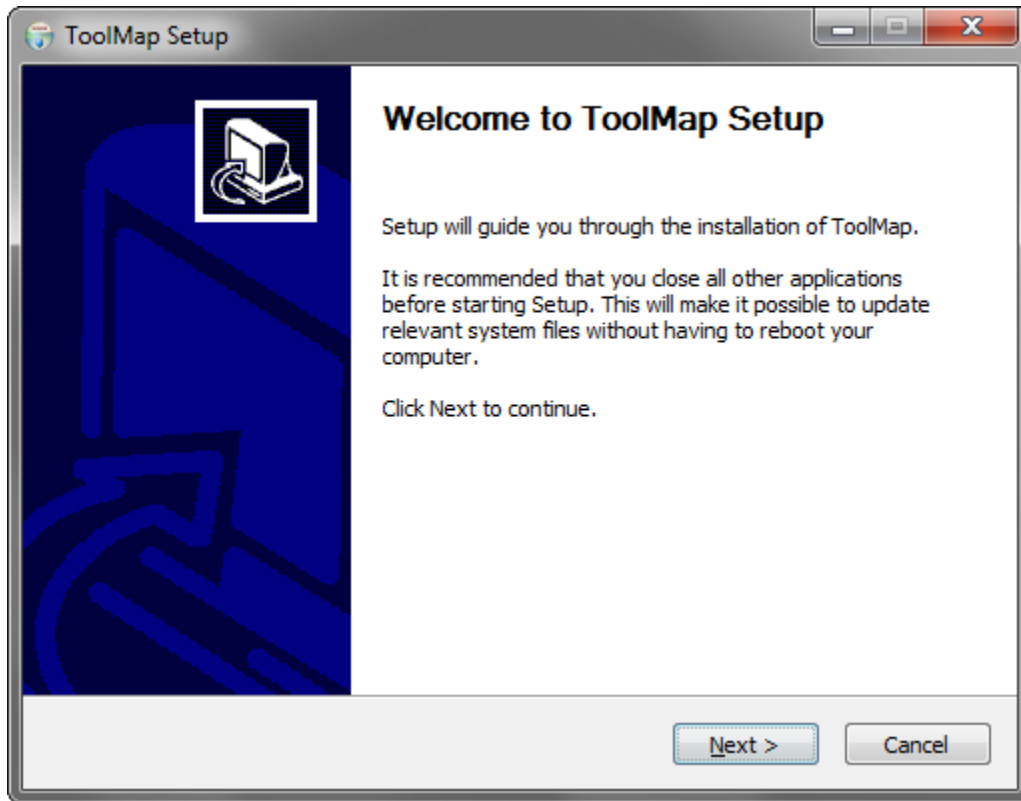 ToolMap Setup
Welcome to ToolMap Setup
Setup will guide you through the installation of ToolMap.
It is recommended that you close all other applications
before starting Setup. This will make it possible to update
relevant system files without having to reboot your
computer.
Click Next to continue.
Next >
Cancel